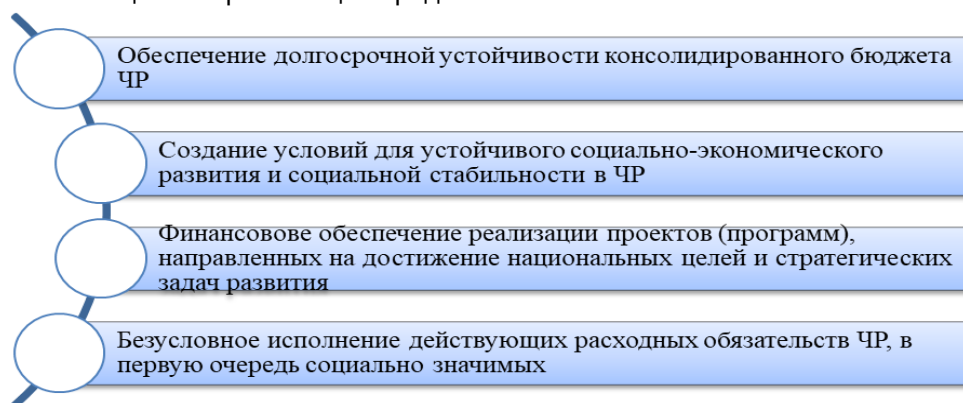 Обеспечение долгосрочной устойчивости консолидированного бюджета
ЧР
Создание условий для устойчивого социально-экономического
развития и социальной стабильности в ЧР
Финансовове обеспечение реализации проектов (программ),
направленных на достижение национальных целей и стратегических
задач развития
Безусловное исполнение действующих расходных обязательств ЧР, в
первую очередь социально значимых